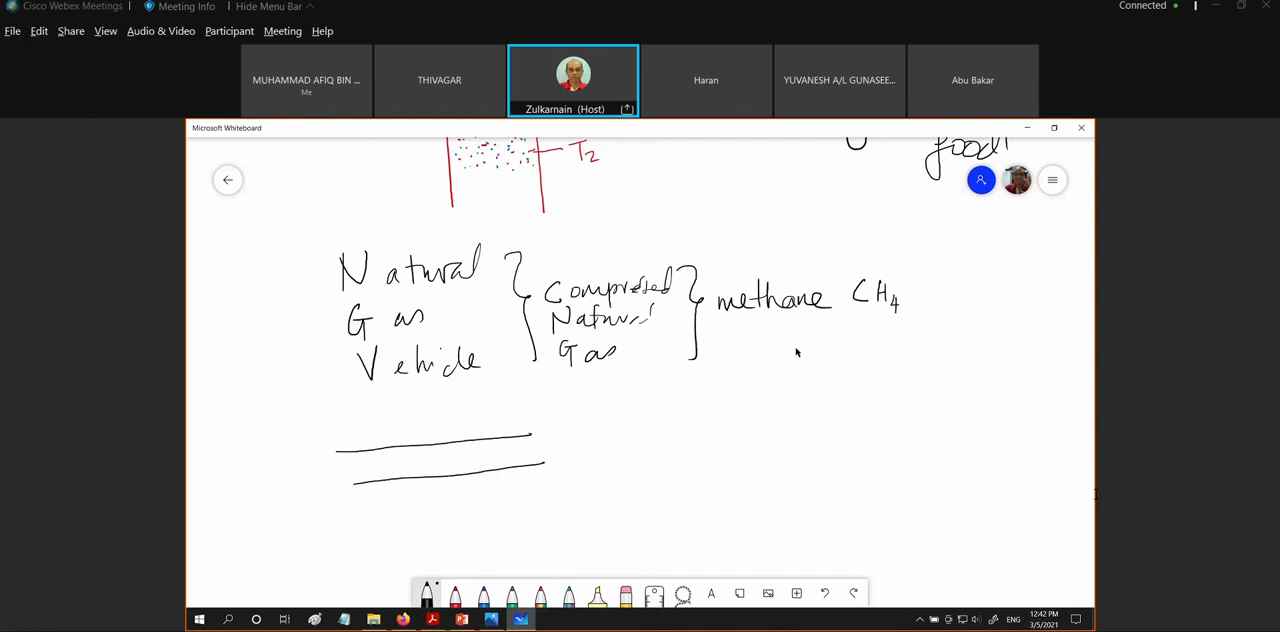 Cisco Webex Meetings | Meeting Info | Hide Menu Bar
Connected
File Edit Share View Audio & Video Participant Meeting Help
MUHAMMAD AFIQ BIN ...
Me
THIVAGAR
Zulkarnain (Host)
Haran
YUVANESH A/L GUNASEE...
Abu Bakar
Microsoft Whiteboard
T2
food
Natural
Gas
Vehicle
Compressed
Natural
Gas
methane CH4
A
ENG
12:42 PM
3/5/2021